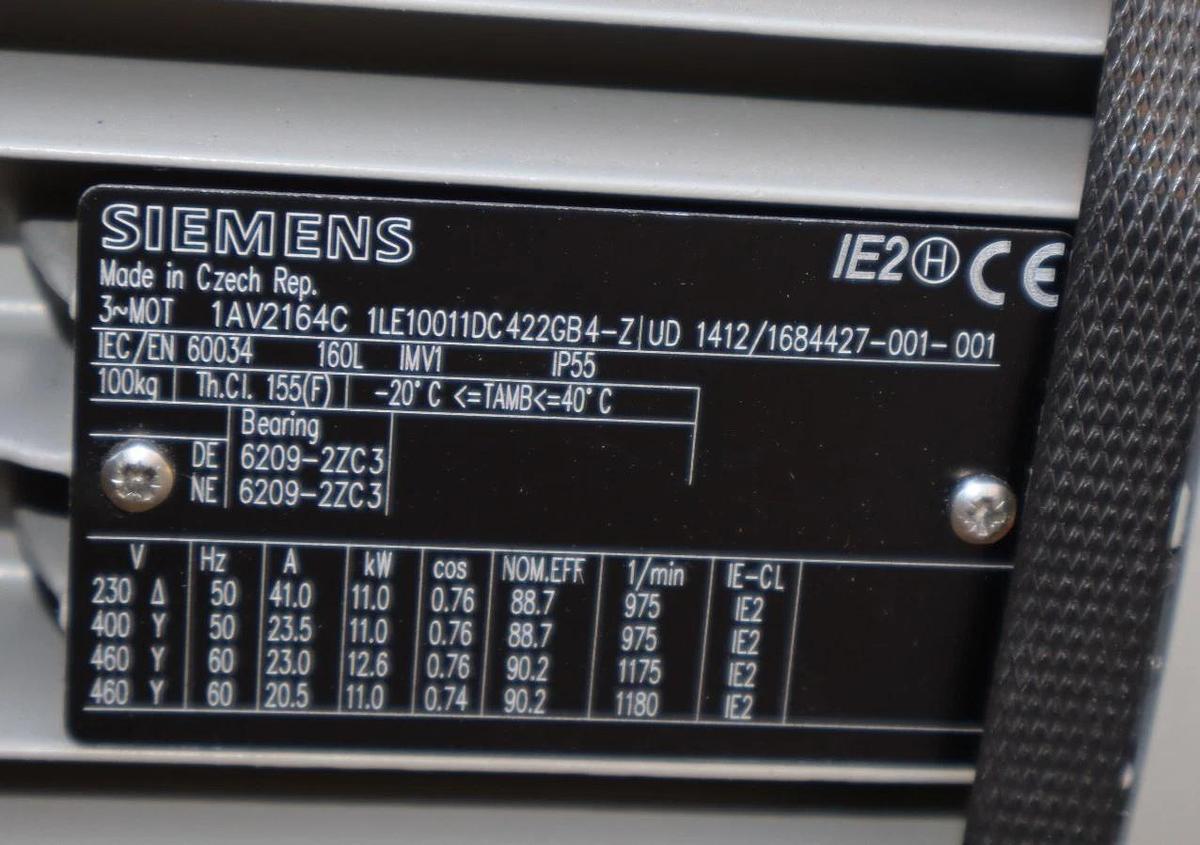 SIEMENS
IE2 H CE
Made in Czech Rep.
3~MOT 1AV2164C 1LE10011DC422GB4-Z UD 1412/1684427-001-001
IEC/EN 60034 160L IMV1 IP55
100kg Th.Cl. 155(F) -20°C <=TAMB<=40°C
Bearing
DE 6209-2ZC3
NE 6209-2ZC3
V Hz A kW cos NOM.EFF 1/min IE-CL
230 Δ 50 41.0 11.0 0.76 88.7 975 IE2
400 Y 50 23.5 11.0 0.76 88.7 975 IE2
460 Y 60 23.0 12.6 0.76 90.2 1175 IE2
460 Y 60 20.5 11.0 0.74 90.2 1180 IE2